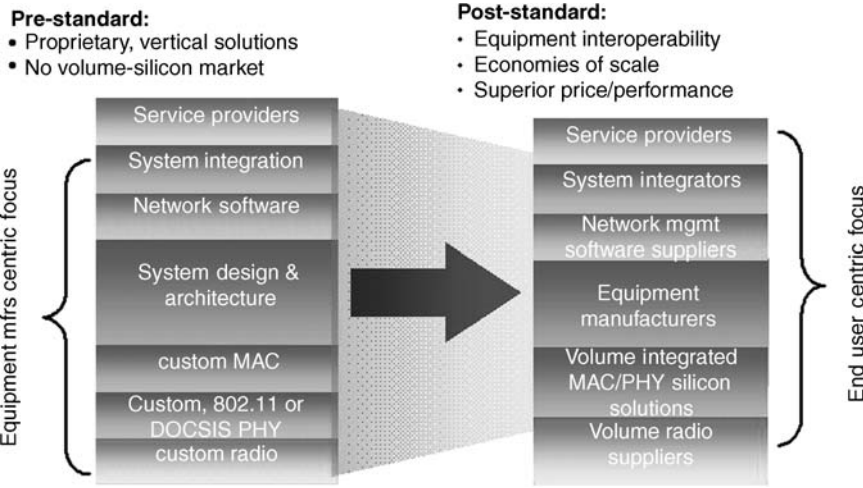 Pre-standard:
• Proprietary, vertical solutions
• No volume-silicon market
Post-standard:
• Equipment interoperability
• Economies of scale
• Superior price/performance
Equipment mfrs centric focus
Service providers
System integration
Network software
System design &
architecture
custom MAC
Custom, 802.11 or
DOCSIS PHY
custom radio
Service providers
System integrators
Network mgmt
software suppliers
Equipment
manufacturers
Volume integrated
MAC/PHY silicon
solutions
Volume radio
suppliers
End user centric focus